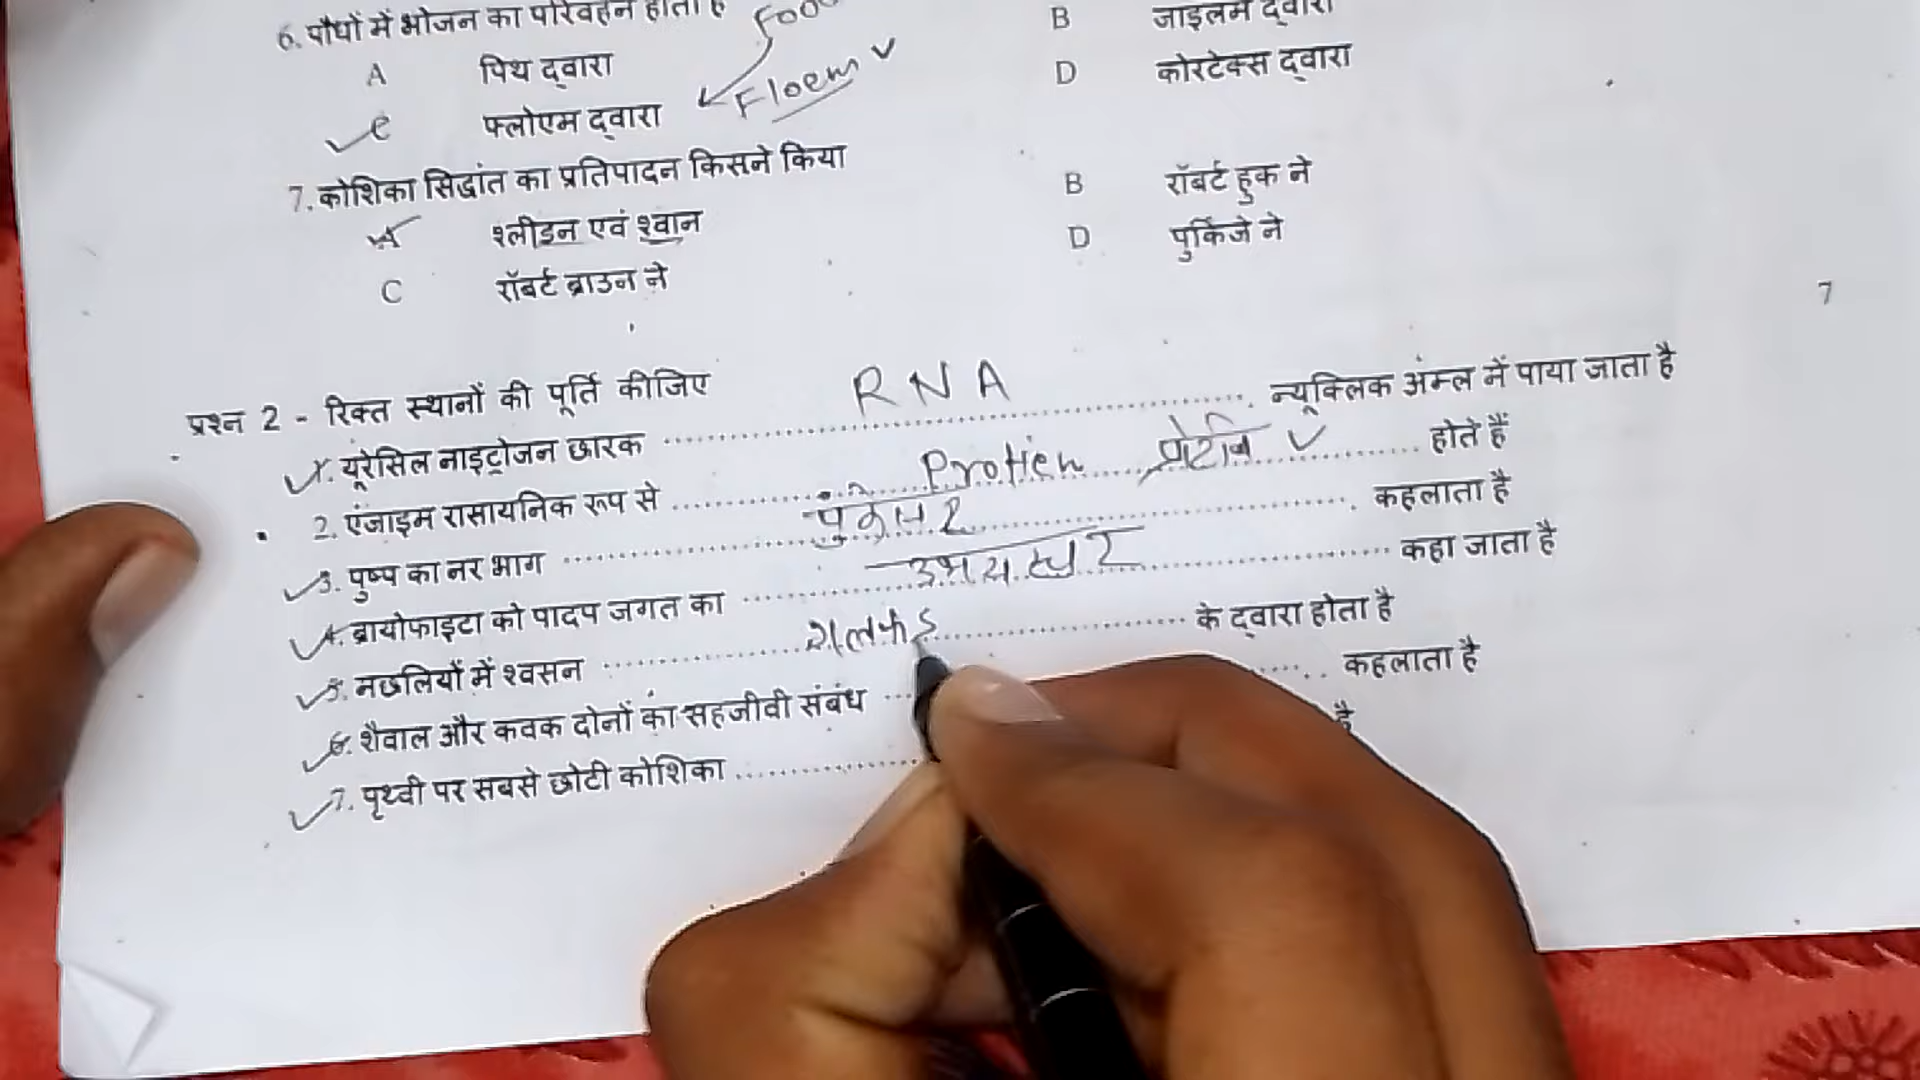 6. पौधों में भोजन का परिवहन होता है
B जाइलम द्वारा
A पिथ द्वारा
D कोरटेक्स द्वारा
C फ्लोएम द्वारा
Floem
7. कोशिका सिद्धांत का प्रतिपादन किसने किया
A श्लीडन एवं श्वान
B रॉबर्ट हुक ने
C रॉबर्ट ब्राउन ने
D पुर्किंजे ने
7
प्रश्न 2 - रिक्त स्थानों की पूर्ति कीजिए
1. यूरेसिल नाइट्रोजन छारक ........ RNA ........ न्यूक्लिक अंम्ल में पाया जाता है
2. एंजाइम रासायनिक रूप से ........ Protien प्रोटीन ........ होते हैं
3. पुष्प का नर भाग ........ पुंकेसर ........ कहलाता है
4. ब्रायोफाइटा को पादप जगत का ........ उभयचर ........ कहा जाता है
5. मछलियों में श्वसन ........ गलफड ........ के द्वारा होता है
6. शैवाल और कवक दोनों का सहजीवी संबंध ........ कहलाता है
7. पृथ्वी पर सबसे छोटी कोशिका ........ है